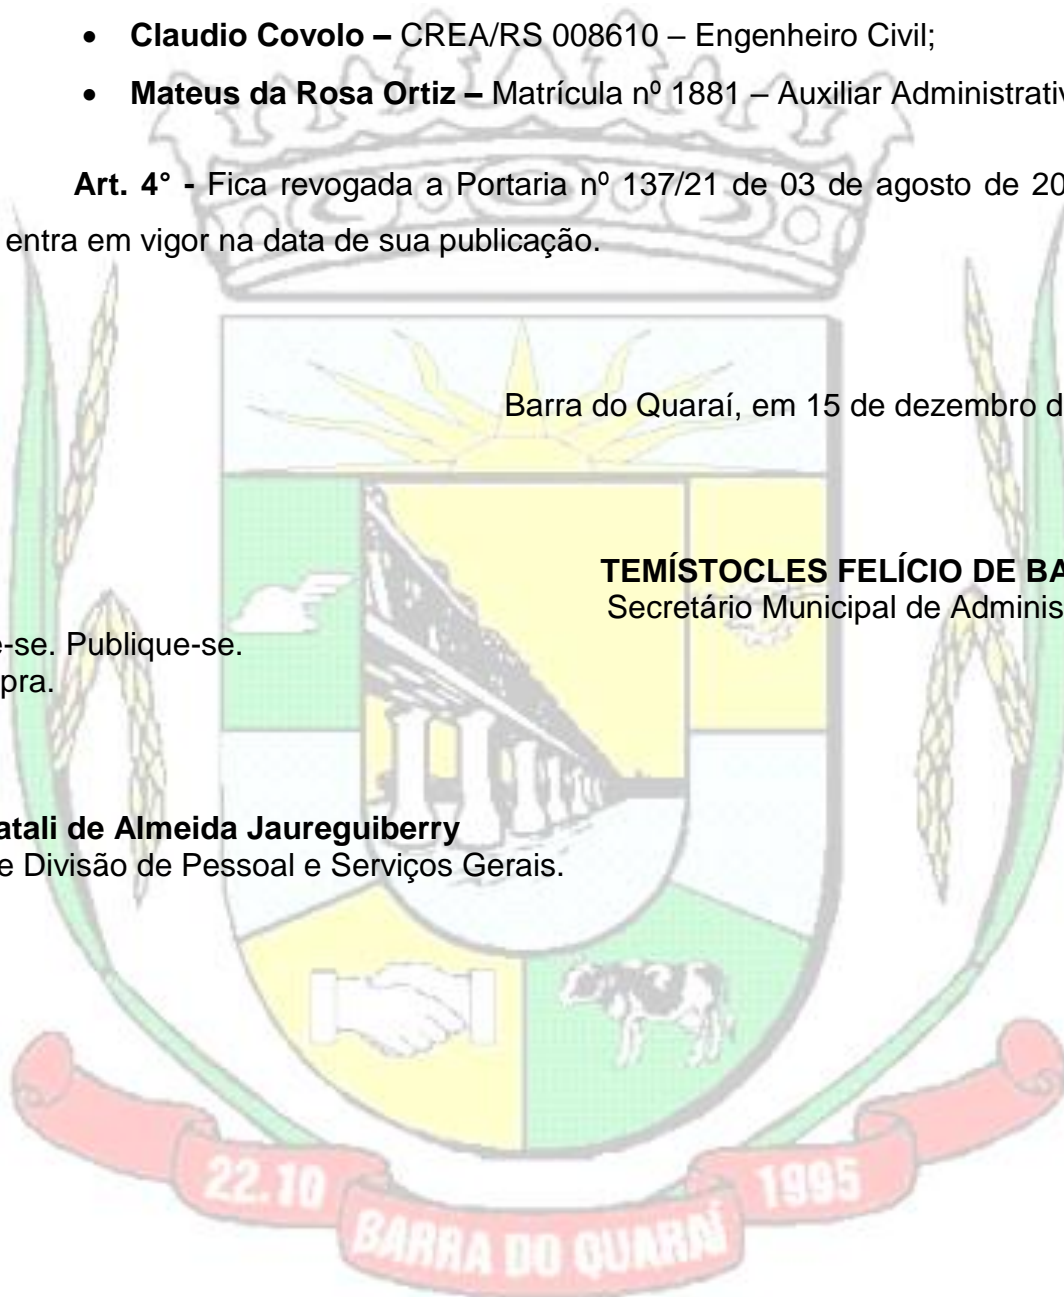 • Claudio Covolo – CREA/RS 008610 – Engenheiro Civil;
• Mateus da Rosa Ortiz – Matrícula nº 1881 – Auxiliar Administrativ
Art. 4° - Fica revogada a Portaria nº 137/21 de 03 de agosto de 20
entra em vigor na data de sua publicação.
Barra do Quaraí, em 15 de dezembro d
TEMÍSTOCLES FELÍCIO DE BA
Secretário Municipal de Adminis
e-se. Publique-se.
pra.
atali de Almeida Jaureguiberry
e Divisão de Pessoal e Serviços Gerais.
22.10 1995
BARRA DO QUARAÍ